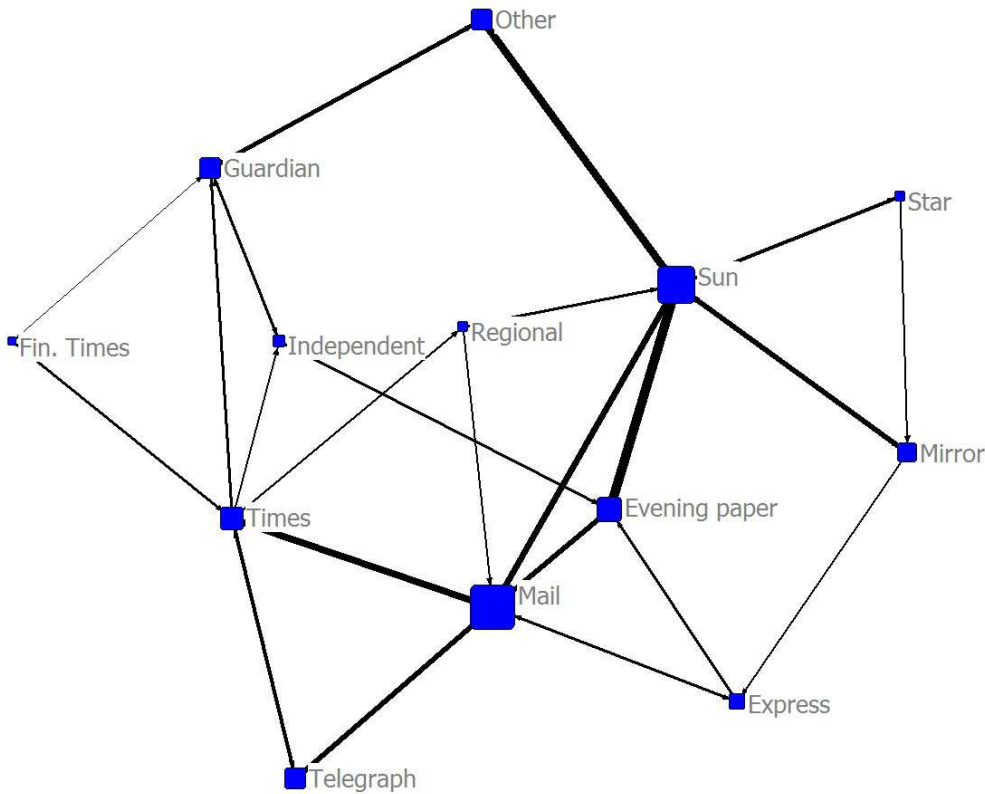 Other
Guardian
Star
Sun
Regional
Independent
Fin. Times
Mirror
Evening paper
Times
Mail
Express
Telegraph